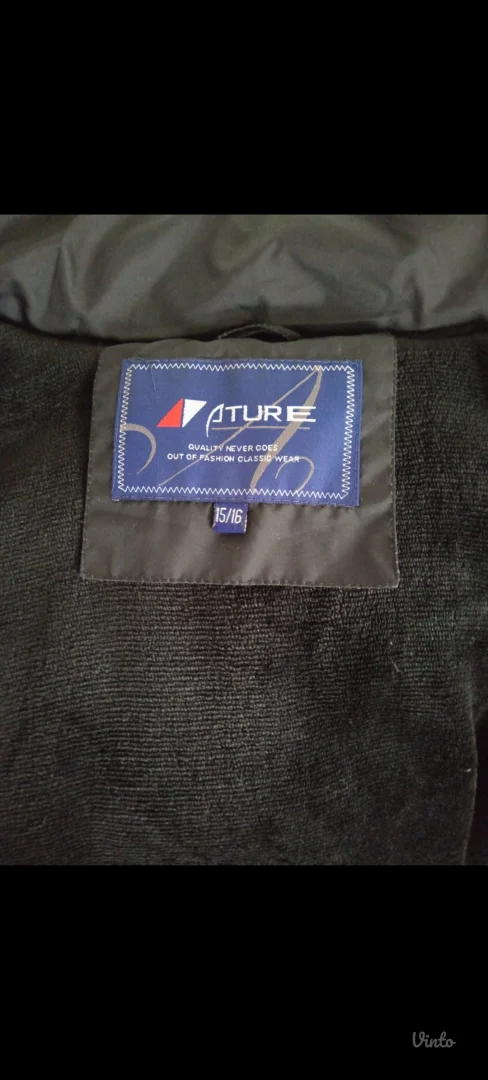 ATURE
QUALITY NEVER GOES
OUT OF FASHION CLASSIC WEAR
15/16
Vinto